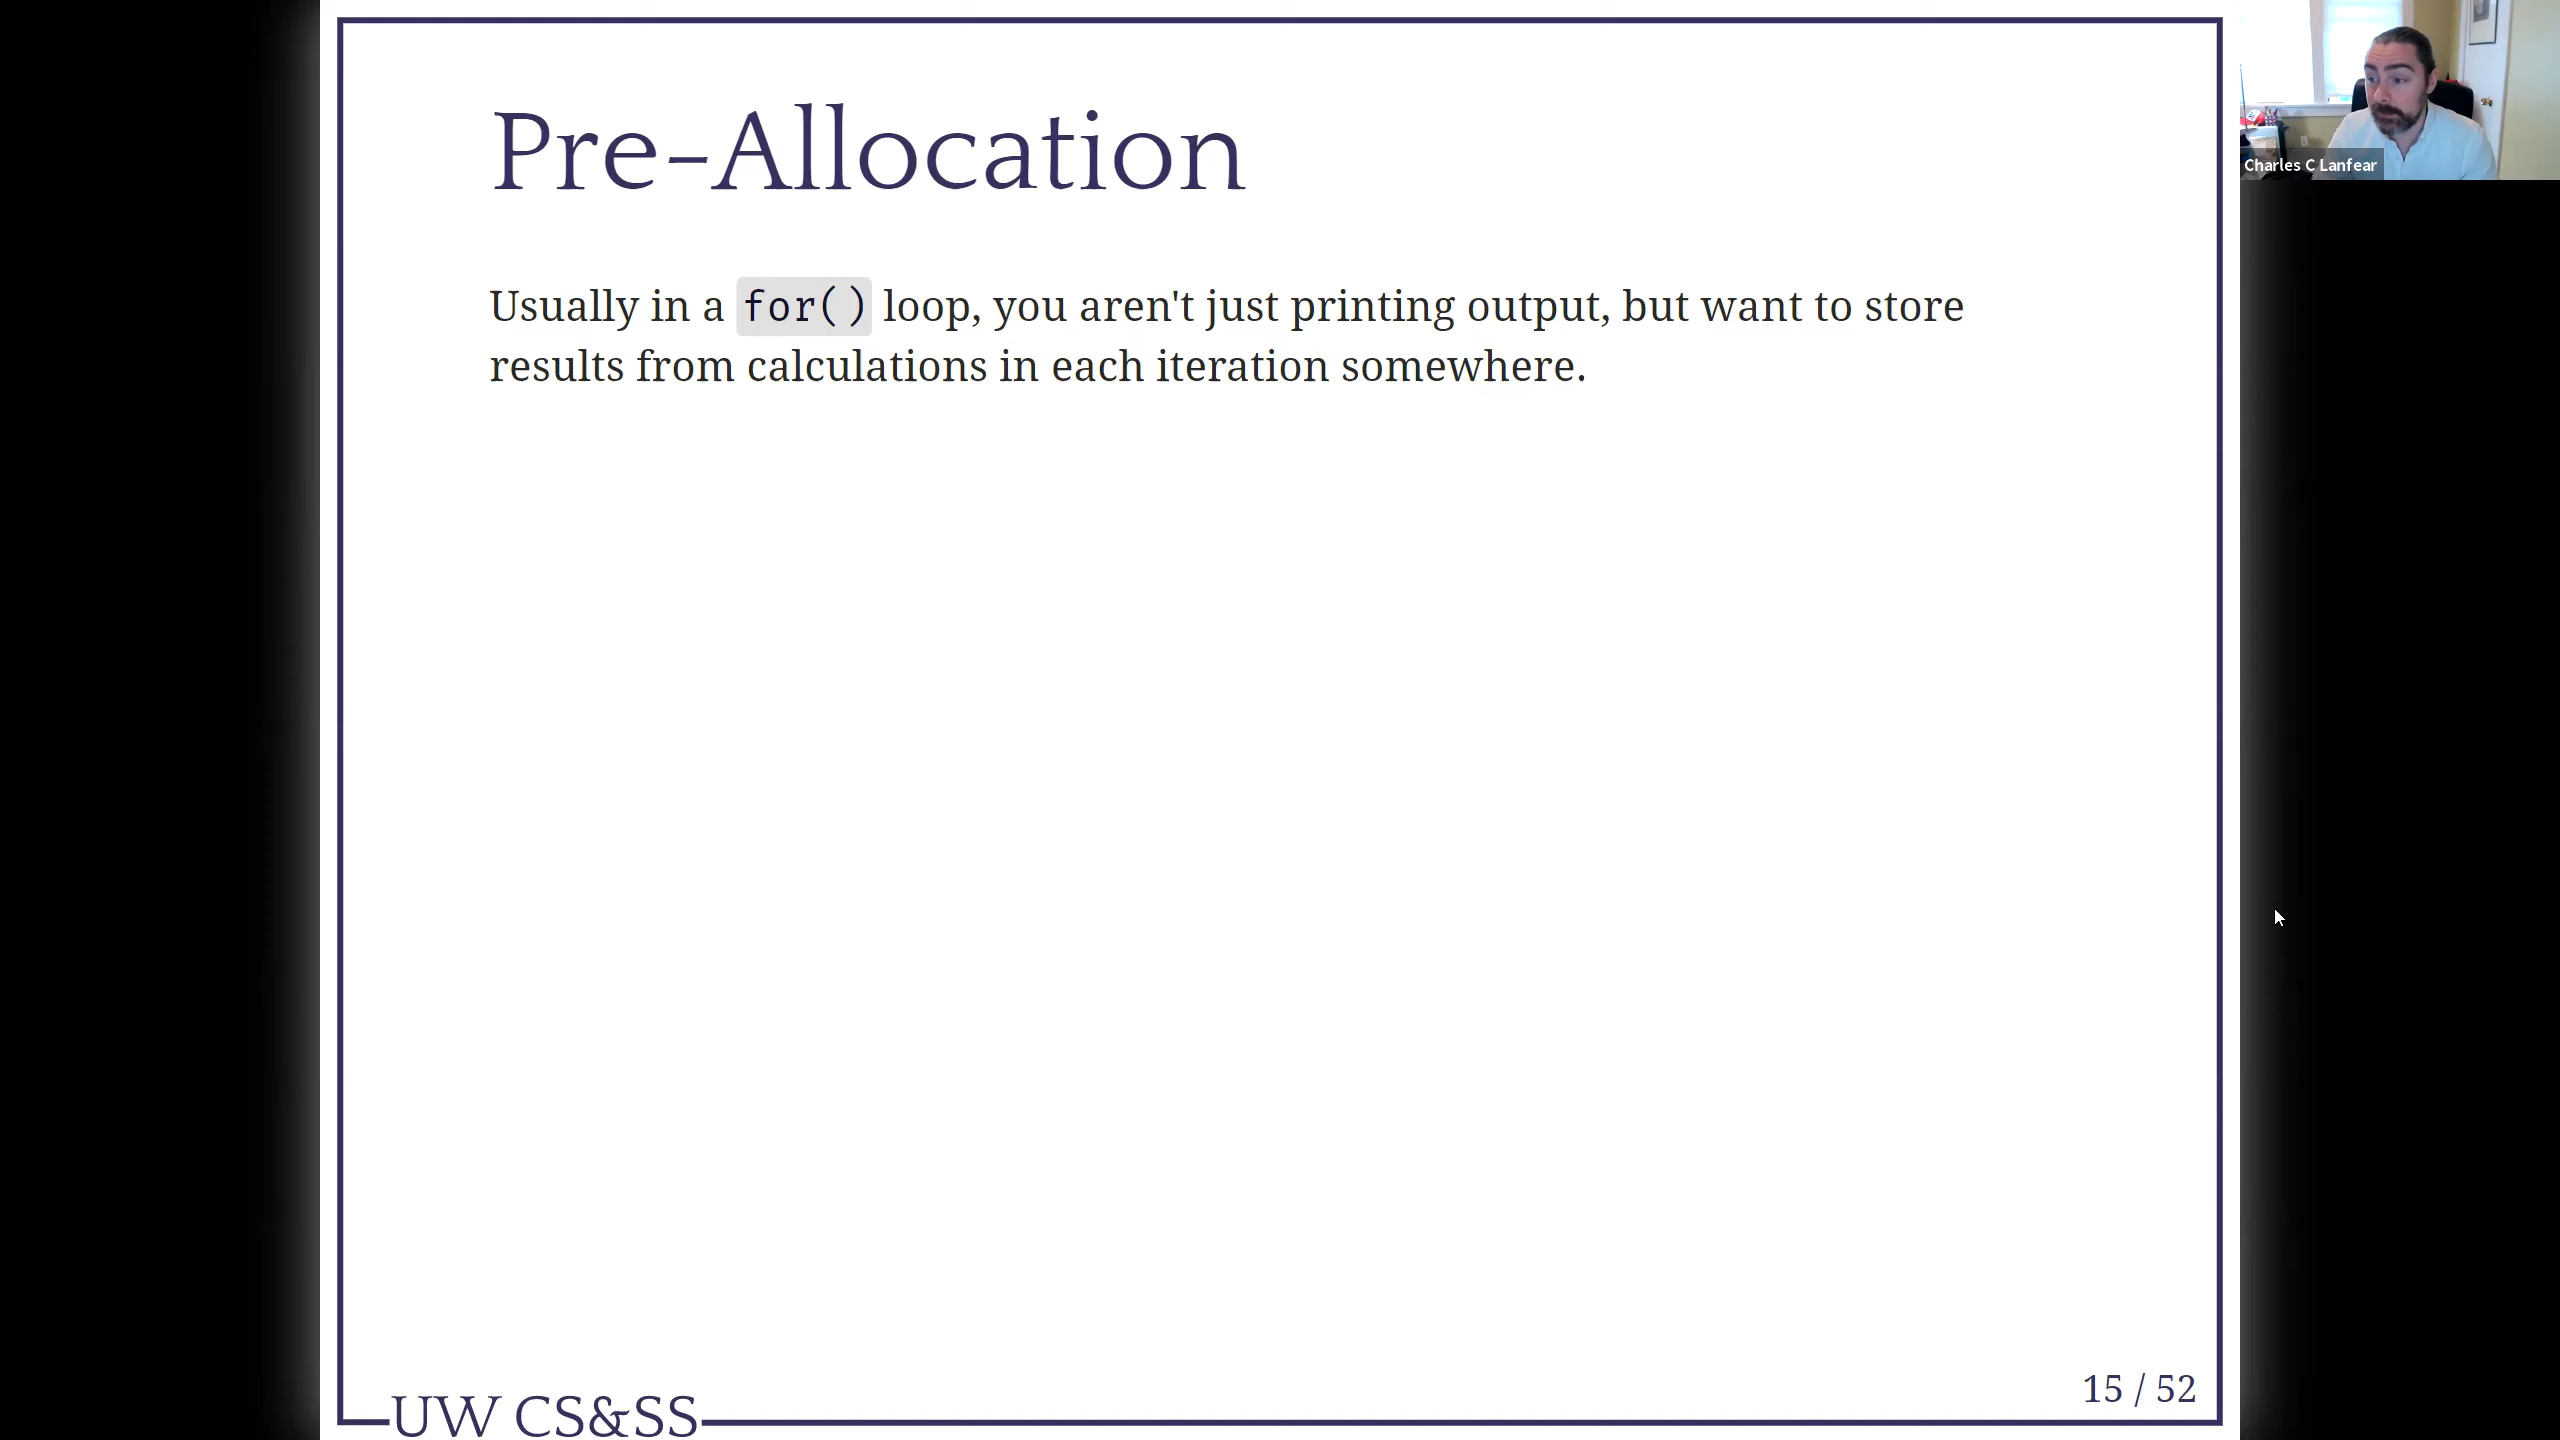 Pre-Allocation
Charles C Lanfear
Usually in a for() loop, you aren't just printing output, but want to store
results from calculations in each iteration somewhere.
15 / 52
UW CS&SS